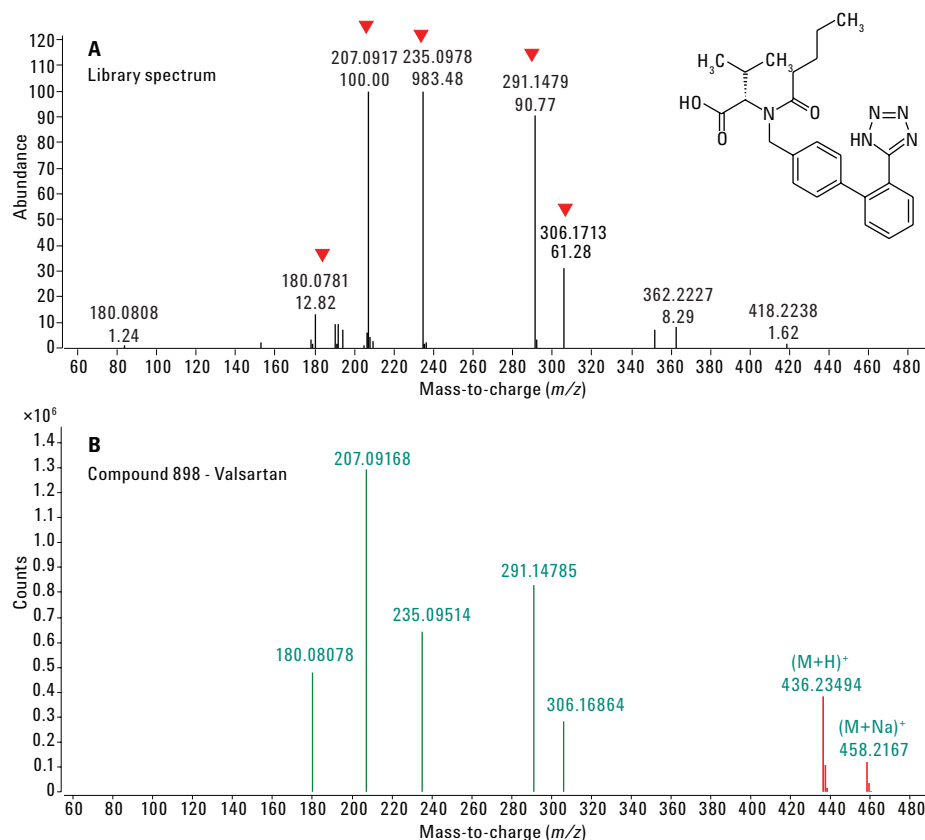 A
Library spectrum
120
110
100
90
80
70
60
50
40
30
20
10
0
Abundance
180.0808
1.24
180.0781
12.82
207.0917
100.00
235.0978
983.48
291.1479
90.77
306.1713
61.28
362.2227
8.29
418.2238
1.62
60 80 100 120 140 160 180 200 220 240 260 280 300 320 340 360 380 400 420 440 460 480
Mass-to-charge (m/z)
CH₃
CH₃
H₃C
CH₃
HO
O
N
O
N
N
HN
N
×10⁶
B
Compound 898 - Valsartan
1.4
1.3
1.2
1.1
1.0
0.9
0.8
0.7
0.6
0.5
0.4
0.3
0.2
0.1
0
Counts
180.08078
207.09168
235.09514
291.14785
306.16864
(M+H)⁺
436.23494
(M+Na)⁺
458.2167
60 80 100 120 140 160 180 200 220 240 260 280 300 320 340 360 380 400 420 440 460 480
Mass-to-charge (m/z)